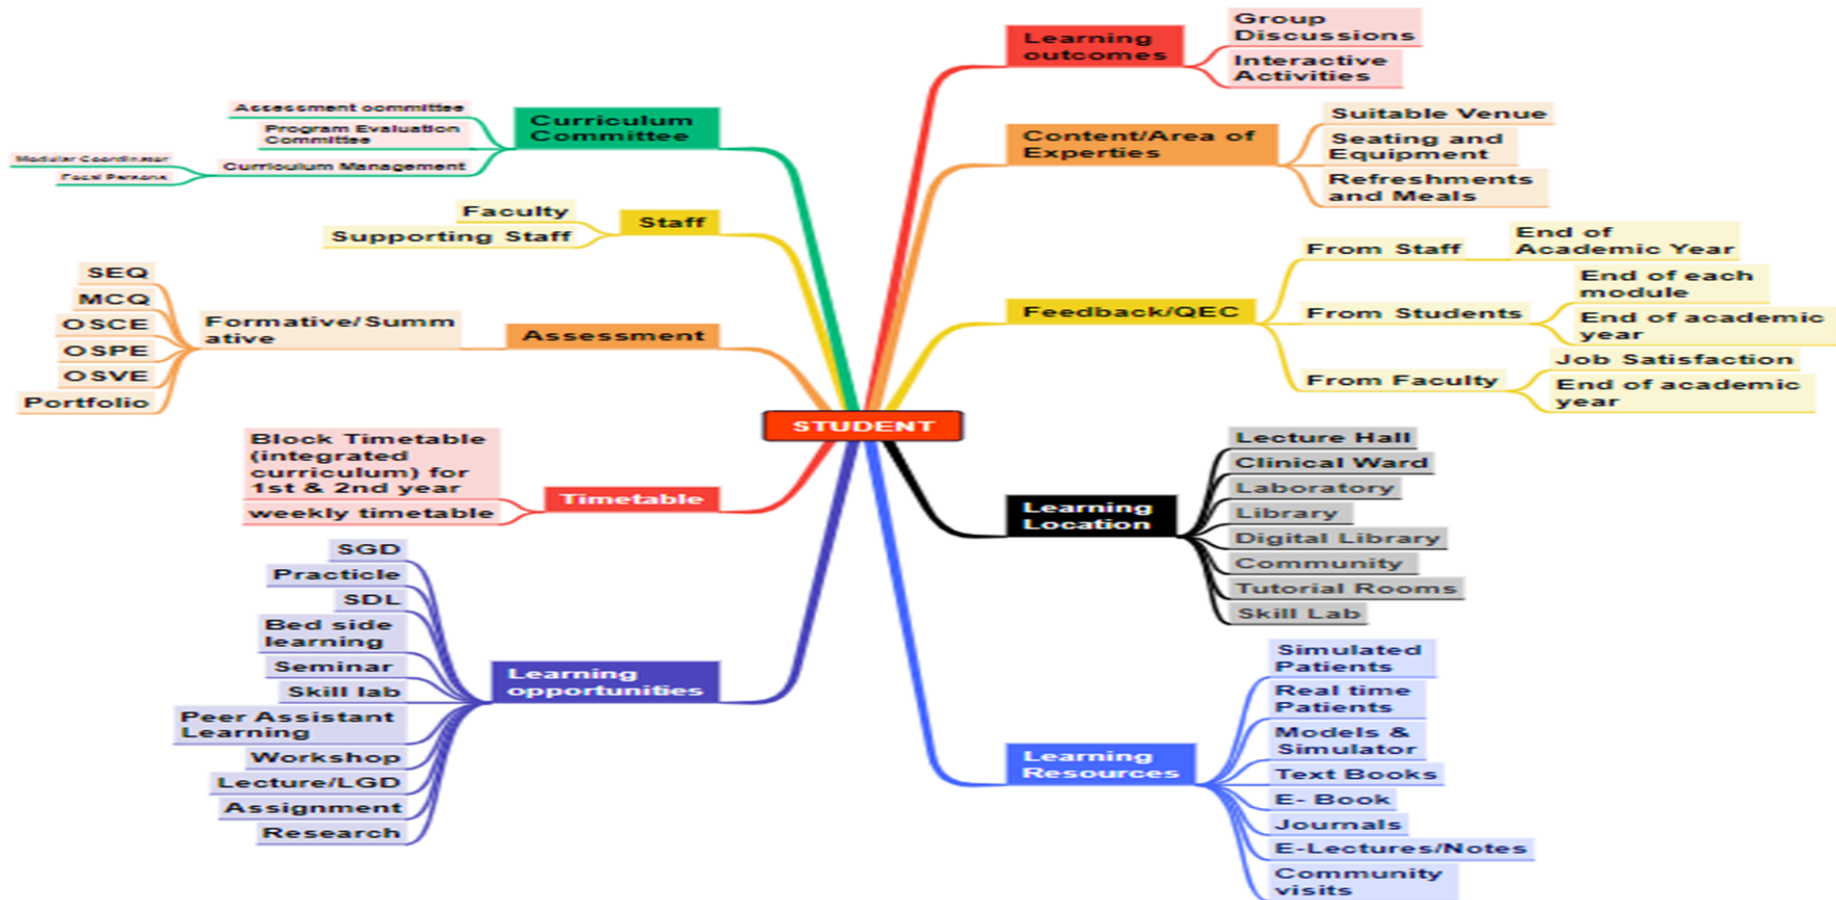 STUDENT
Learning
outcomes
Group
Discussions
Interactive
Activities
Content/Area of
Experties
Suitable Venue
Seating and
Equipment
Refreshments
and Meals
Feedback/QEC
From Staff
End of
Academic Year
From Students
End of each
module
End of academic
year
From Faculty
Job Satisfaction
End of academic
year
Learning
Location
Lecture Hall
Clinical Ward
Laboratory
Library
Digital Library
Community
Tutorial Rooms
Skill Lab
Learning
Resources
Simulated
Patients
Real time
Patients
Models &
Simulator
Text Books
E- Book
Journals
E-Lectures/Notes
Community
visits
Curriculum
Committee
Assessment committee
Program Evaluation
Committee
Curriculum Management
Modular Coordinator
Focal Persons
Staff
Faculty
Supporting Staff
Assessment
Formative/Summ
ative
SEQ
MCQ
OSCE
OSPE
OSVE
Portfolio
Timetable
Block Timetable
(integrated
curriculum) for
1st & 2nd year
weekly timetable
Learning
opportunities
SGD
Practicle
SDL
Bed side
learning
Seminar
Skill lab
Peer Assistant
Learning
Workshop
Lecture/LGD
Assignment
Research